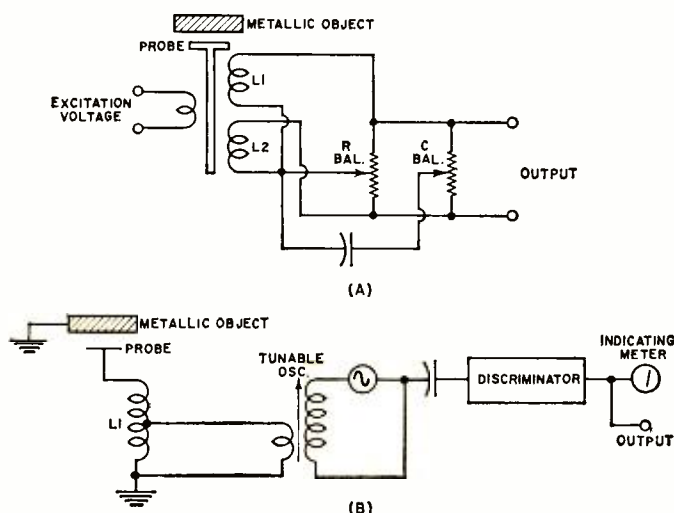 METALLIC OBJECT
PROBE
EXCITATION
VOLTAGE
L1
L2
R
BAL.
C
BAL.
OUTPUT
(A)
METALLIC OBJECT
PROBE
L1
TUNABLE
OSC.
DISCRIMINATOR
INDICATING
METER
OUTPUT
(B)